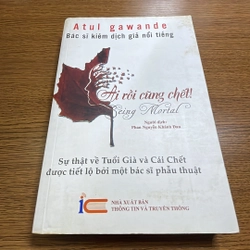 Atul gawande
Bác sĩ kiêm dịch giả nổi tiếng
Ai rồi cũng chết!
Being Mortal
Người dịch:
Sự thật về Tuổi Già và Cái Chết
được tiết lộ bởi một bác sĩ phẫu thuật
NHÀ XUẤT BẢN
THÔNG TIN VÀ TRUYỀN THÔNG